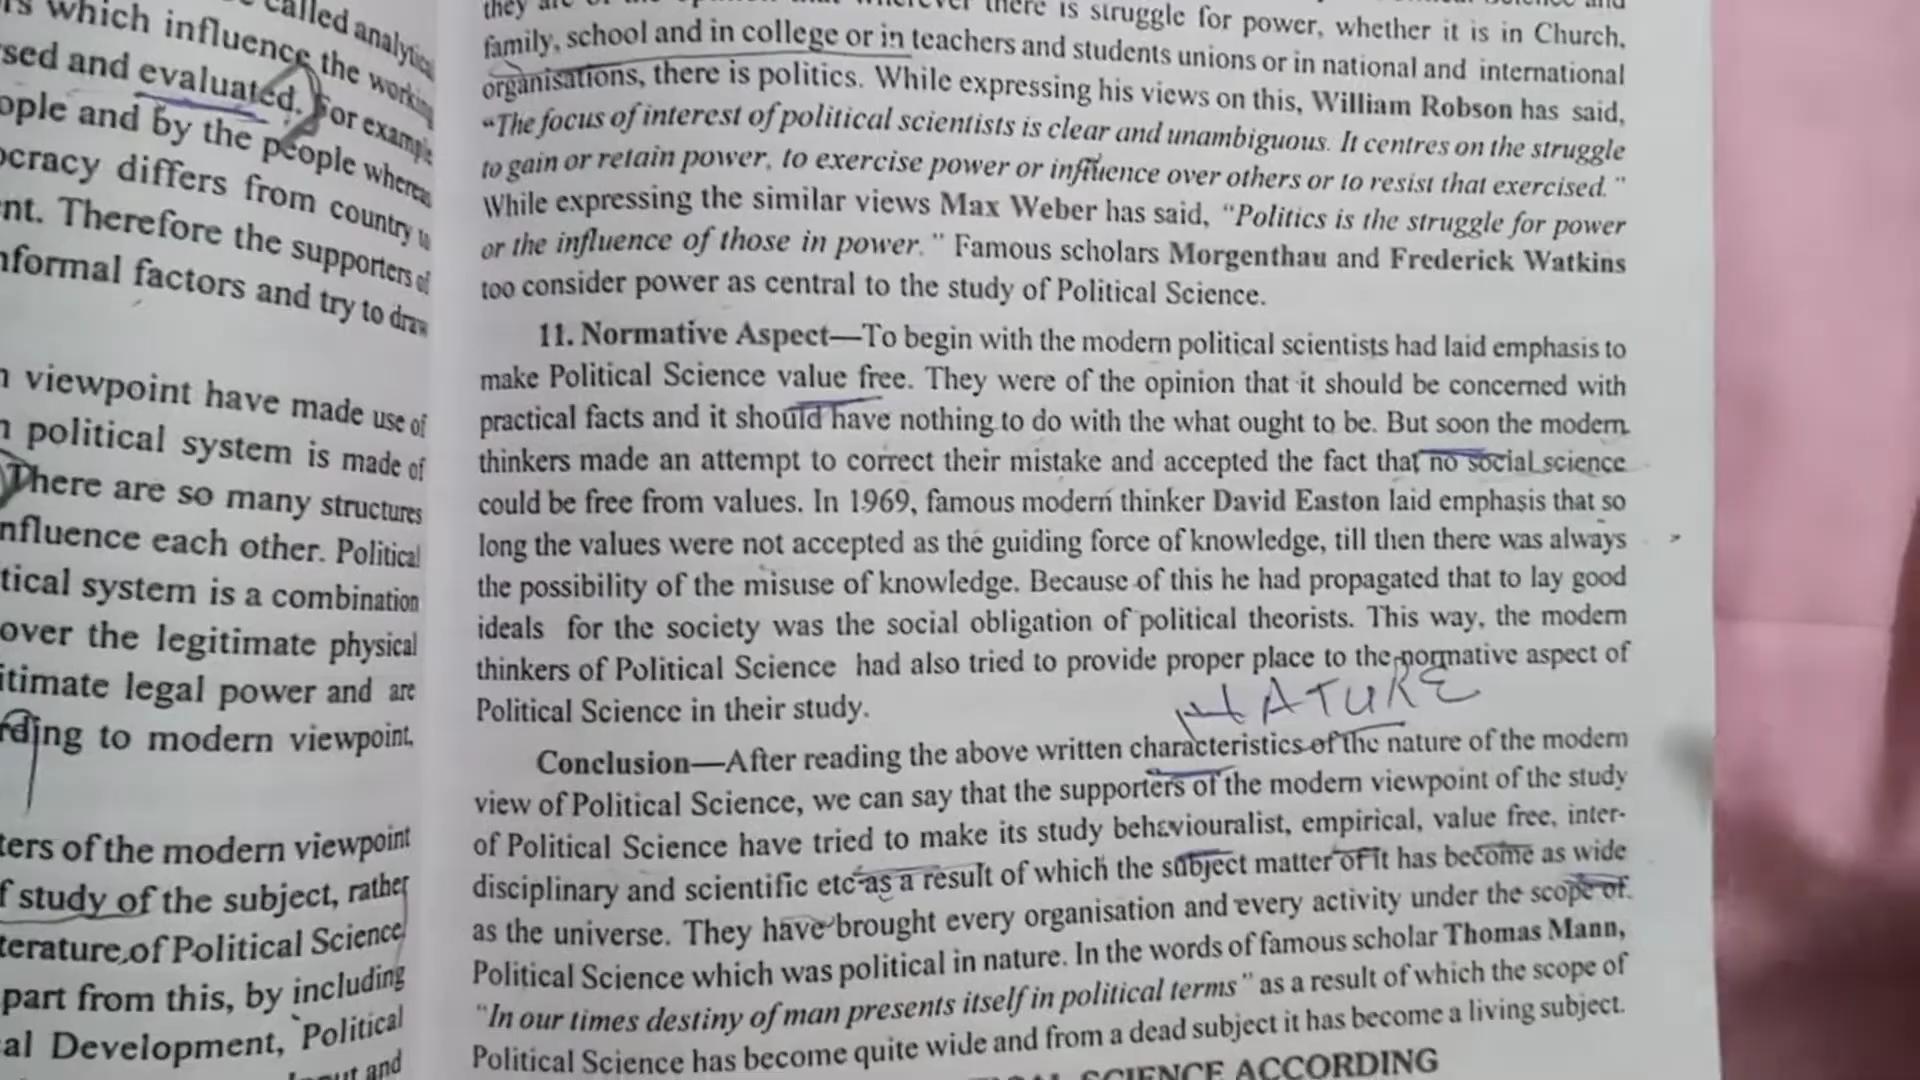 called analytical
rs which influence the working
sed and evaluated. For example
ople and by the people whereas
ocracy differs from country to
nt. Therefore the supporters of
nformal factors and try to draw
n viewpoint have made use of
n political system is made of
There are so many structures
nfluence each other. Political
tical system is a combination
over the legitimate physical
itimate legal power and are
rding to modern viewpoint,
ters of the modern viewpoint
f study of the subject, rather
terature of Political Science
part from this, by including
al Development, Political
put and
there is struggle for power, whether it is in Church,
family, school and in college or in teachers and students unions or in national and international
organisations, there is politics. While expressing his views on this, William Robson has said,
“The focus of interest of political scientists is clear and unambiguous. It centres on the struggle
to gain or retain power, to exercise power or influence over others or to resist that exercised.”
While expressing the similar views Max Weber has said, “Politics is the struggle for power
or the influence of those in power.” Famous scholars Morgenthau and Frederick Watkins
too consider power as central to the study of Political Science.
11. Normative Aspect—To begin with the modern political scientists had laid emphasis to
make Political Science value free. They were of the opinion that it should be concerned with
practical facts and it should have nothing to do with the what ought to be. But soon the modern
thinkers made an attempt to correct their mistake and accepted the fact that no social science
could be free from values. In 1969, famous modern thinker David Easton laid emphasis that so
long the values were not accepted as the guiding force of knowledge, till then there was always
the possibility of the misuse of knowledge. Because of this he had propagated that to lay good
ideals for the society was the social obligation of political theorists. This way, the modern
thinkers of Political Science had also tried to provide proper place to the normative aspect of
Political Science in their study.
NATURE
Conclusion—After reading the above written characteristics of the nature of the modern
view of Political Science, we can say that the supporters of the modern viewpoint of the study
of Political Science have tried to make its study behaviouralist, empirical, value free, inter-
disciplinary and scientific etc as a result of which the subject matter of it has become as wide
as the universe. They have brought every organisation and every activity under the scope of
Political Science which was political in nature. In the words of famous scholar Thomas Mann,
“In our times destiny of man presents itself in political terms” as a result of which the scope of
Political Science has become quite wide and from a dead subject it has become a living subject.
SCIENCE ACCORDING